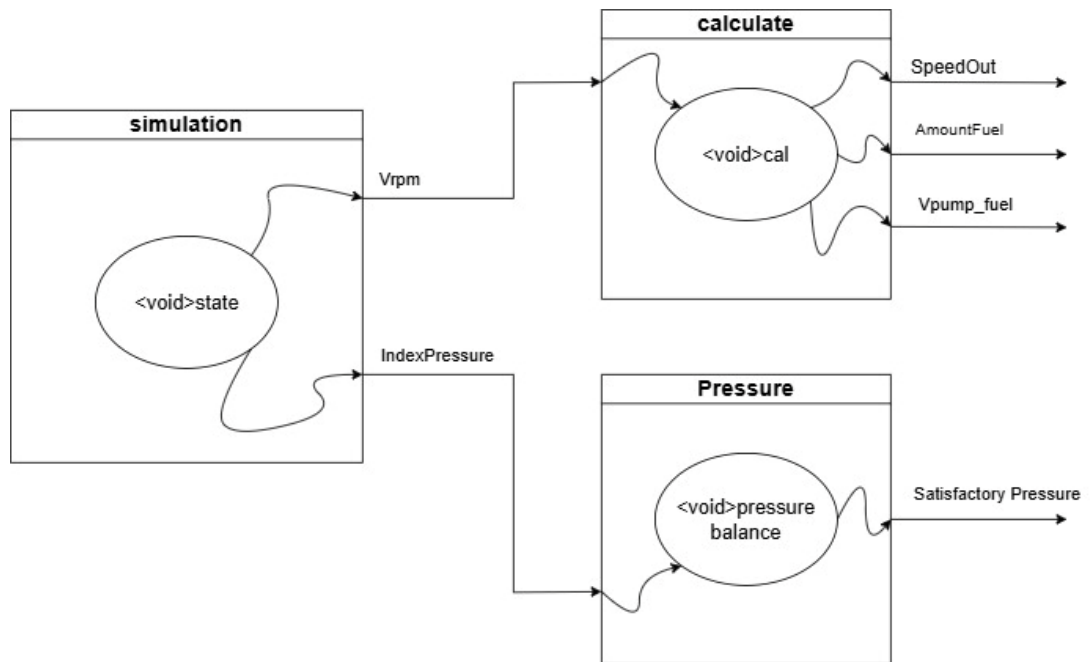 calculate
SpeedOut
AmountFuel
<void>cal
Vpump_fuel
simulation
Vrpm
<void>state
IndexPressure
Pressure
<void>pressure
balance
Satisfactory Pressure